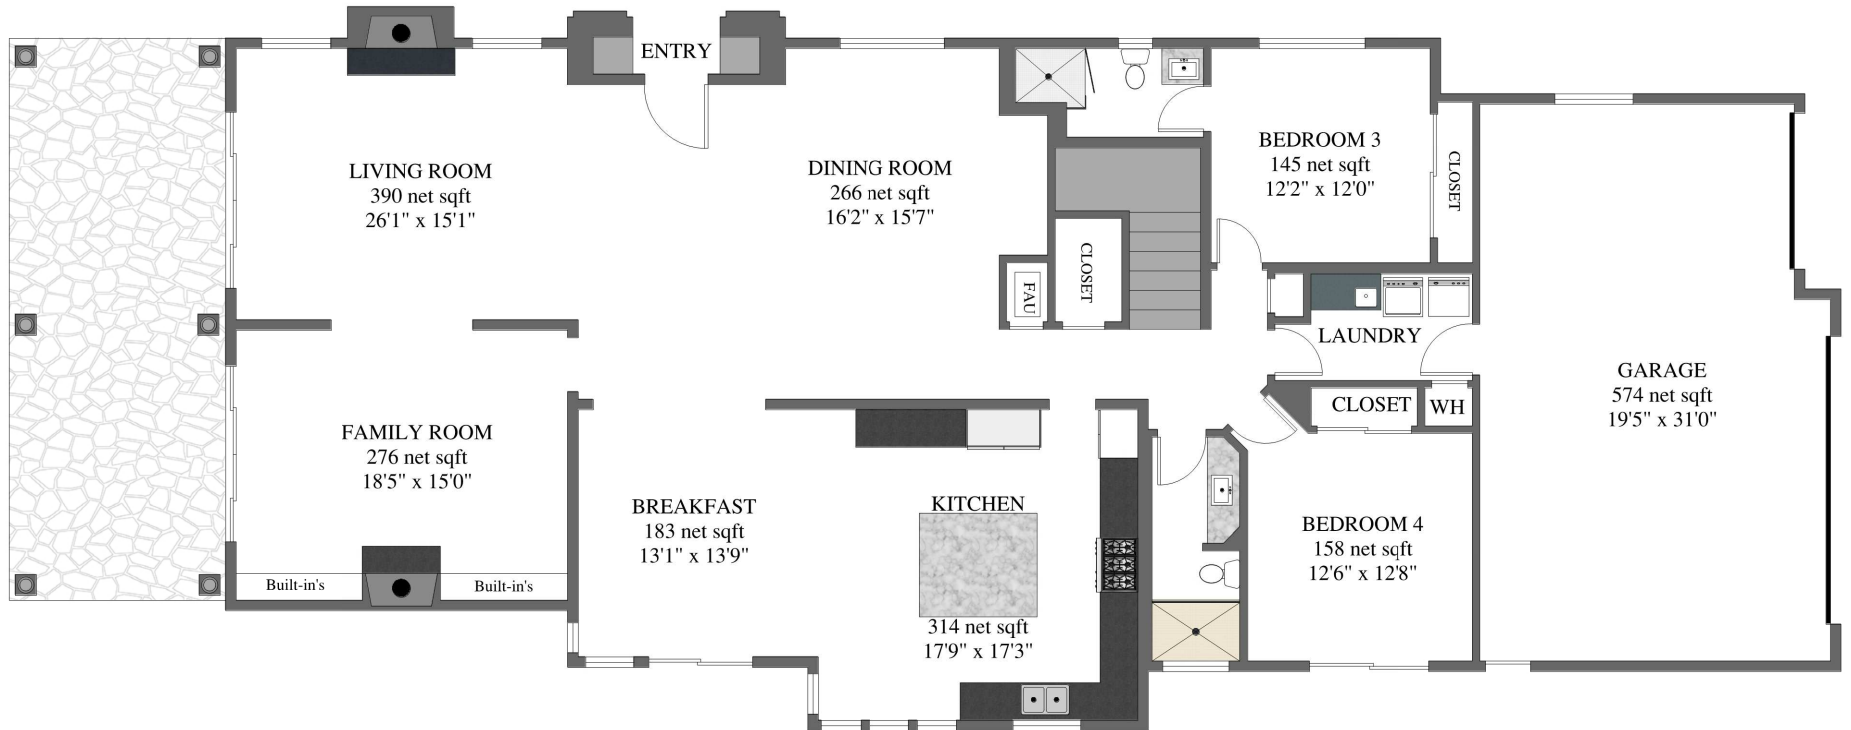 ENTRY
LIVING ROOM
390 net sqft
26'1" x 15'1"
DINING ROOM
266 net sqft
16'2" x 15'7"
BEDROOM 3
145 net sqft
12'2" x 12'0"
CLOSET
CLOSET
FAU
LAUNDRY
GARAGE
574 net sqft
19'5" x 31'0"
CLOSET
WH
FAMILY ROOM
276 net sqft
18'5" x 15'0"
Built-in's
Built-in's
BREAKFAST
183 net sqft
13'1" x 13'9"
KITCHEN
314 net sqft
17'9" x 17'3"
BEDROOM 4
158 net sqft
12'6" x 12'8"